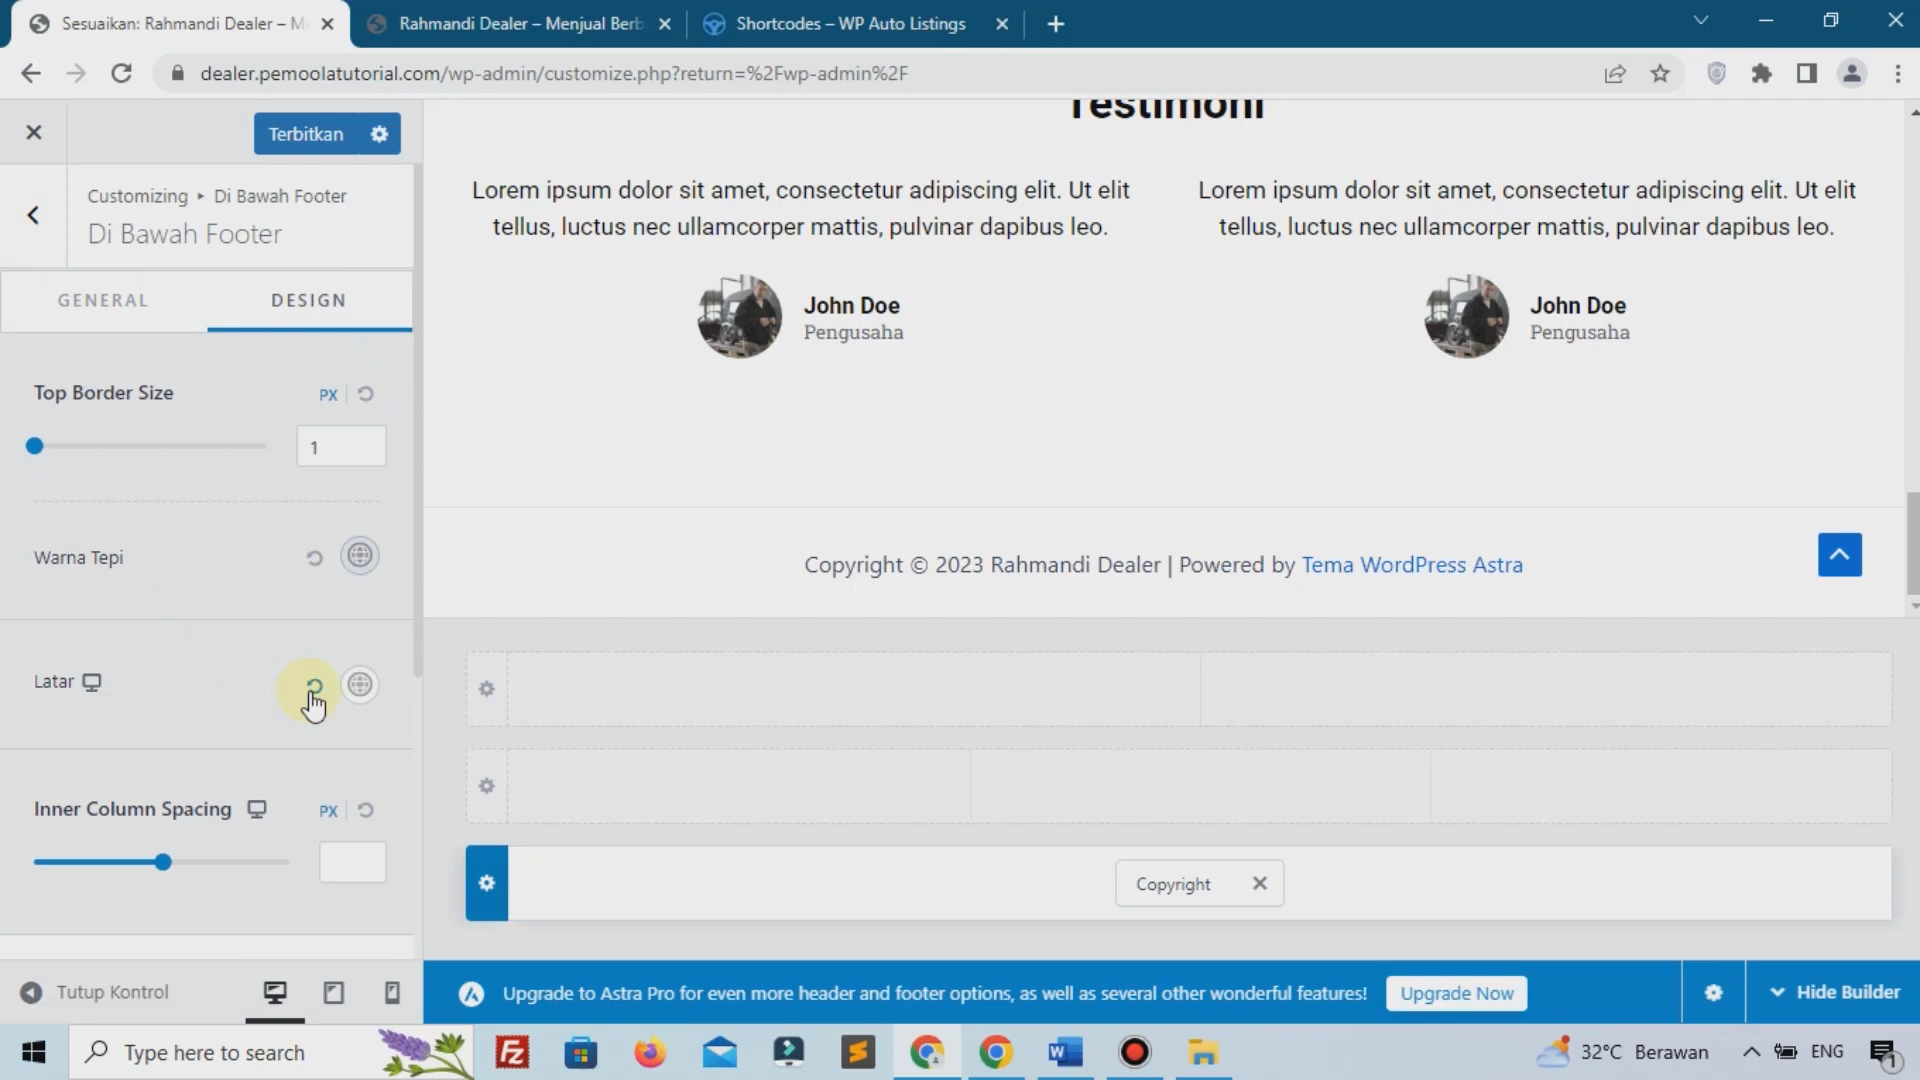 Sesuaikan: Rahmandi Dealer – M
Rahmandi Dealer – Menjual Berb
Shortcodes – WP Auto Listings
dealer.pemoolatutorial.com/wp-admin/customize.php?return=%2Fwp-admin%2F
Terbitkan
Customizing ▸ Di Bawah Footer
Di Bawah Footer
GENERAL
DESIGN
Top Border Size
PX
1
Warna Tepi
Latar
Inner Column Spacing
PX
Tutup Kontrol
Testimoni
Lorem ipsum dolor sit amet, consectetur adipiscing elit. Ut elit
tellus, luctus nec ullamcorper mattis, pulvinar dapibus leo.
John Doe
Pengusaha
Lorem ipsum dolor sit amet, consectetur adipiscing elit. Ut elit
tellus, luctus nec ullamcorper mattis, pulvinar dapibus leo.
John Doe
Pengusaha
Copyright © 2023 Rahmandi Dealer | Powered by Tema WordPress Astra
Copyright
Upgrade to Astra Pro for even more header and footer options, as well as several other wonderful features!
Upgrade Now
Hide Builder
Type here to search
32°C Berawan
ENG
1